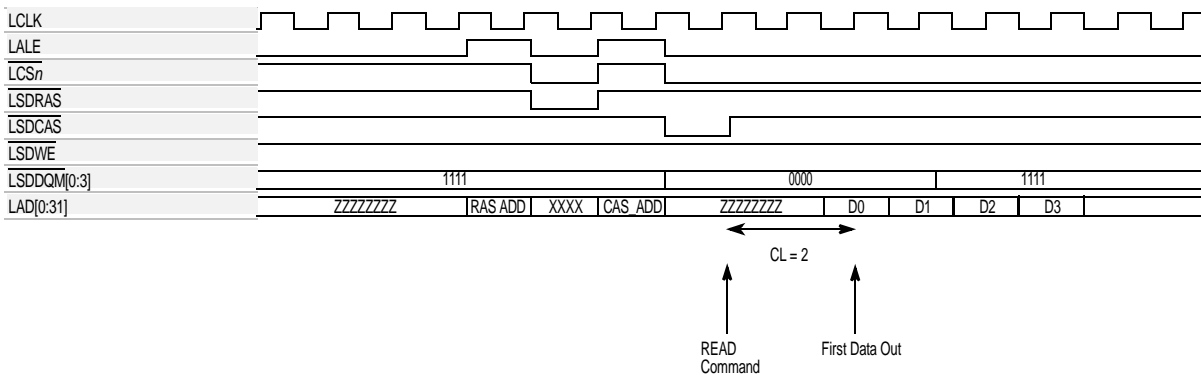 LCLK
LALE
LCSn
LSDRAS
LSDCAS
LSDWE
LSDDQM[0:3] 1111 0000 1111
LAD[0:31] ZZZZZZZZ RAS ADD XXXX CAS_ADD ZZZZZZZZ D0 D1 D2 D3
CL = 2
READ
Command
First Data Out